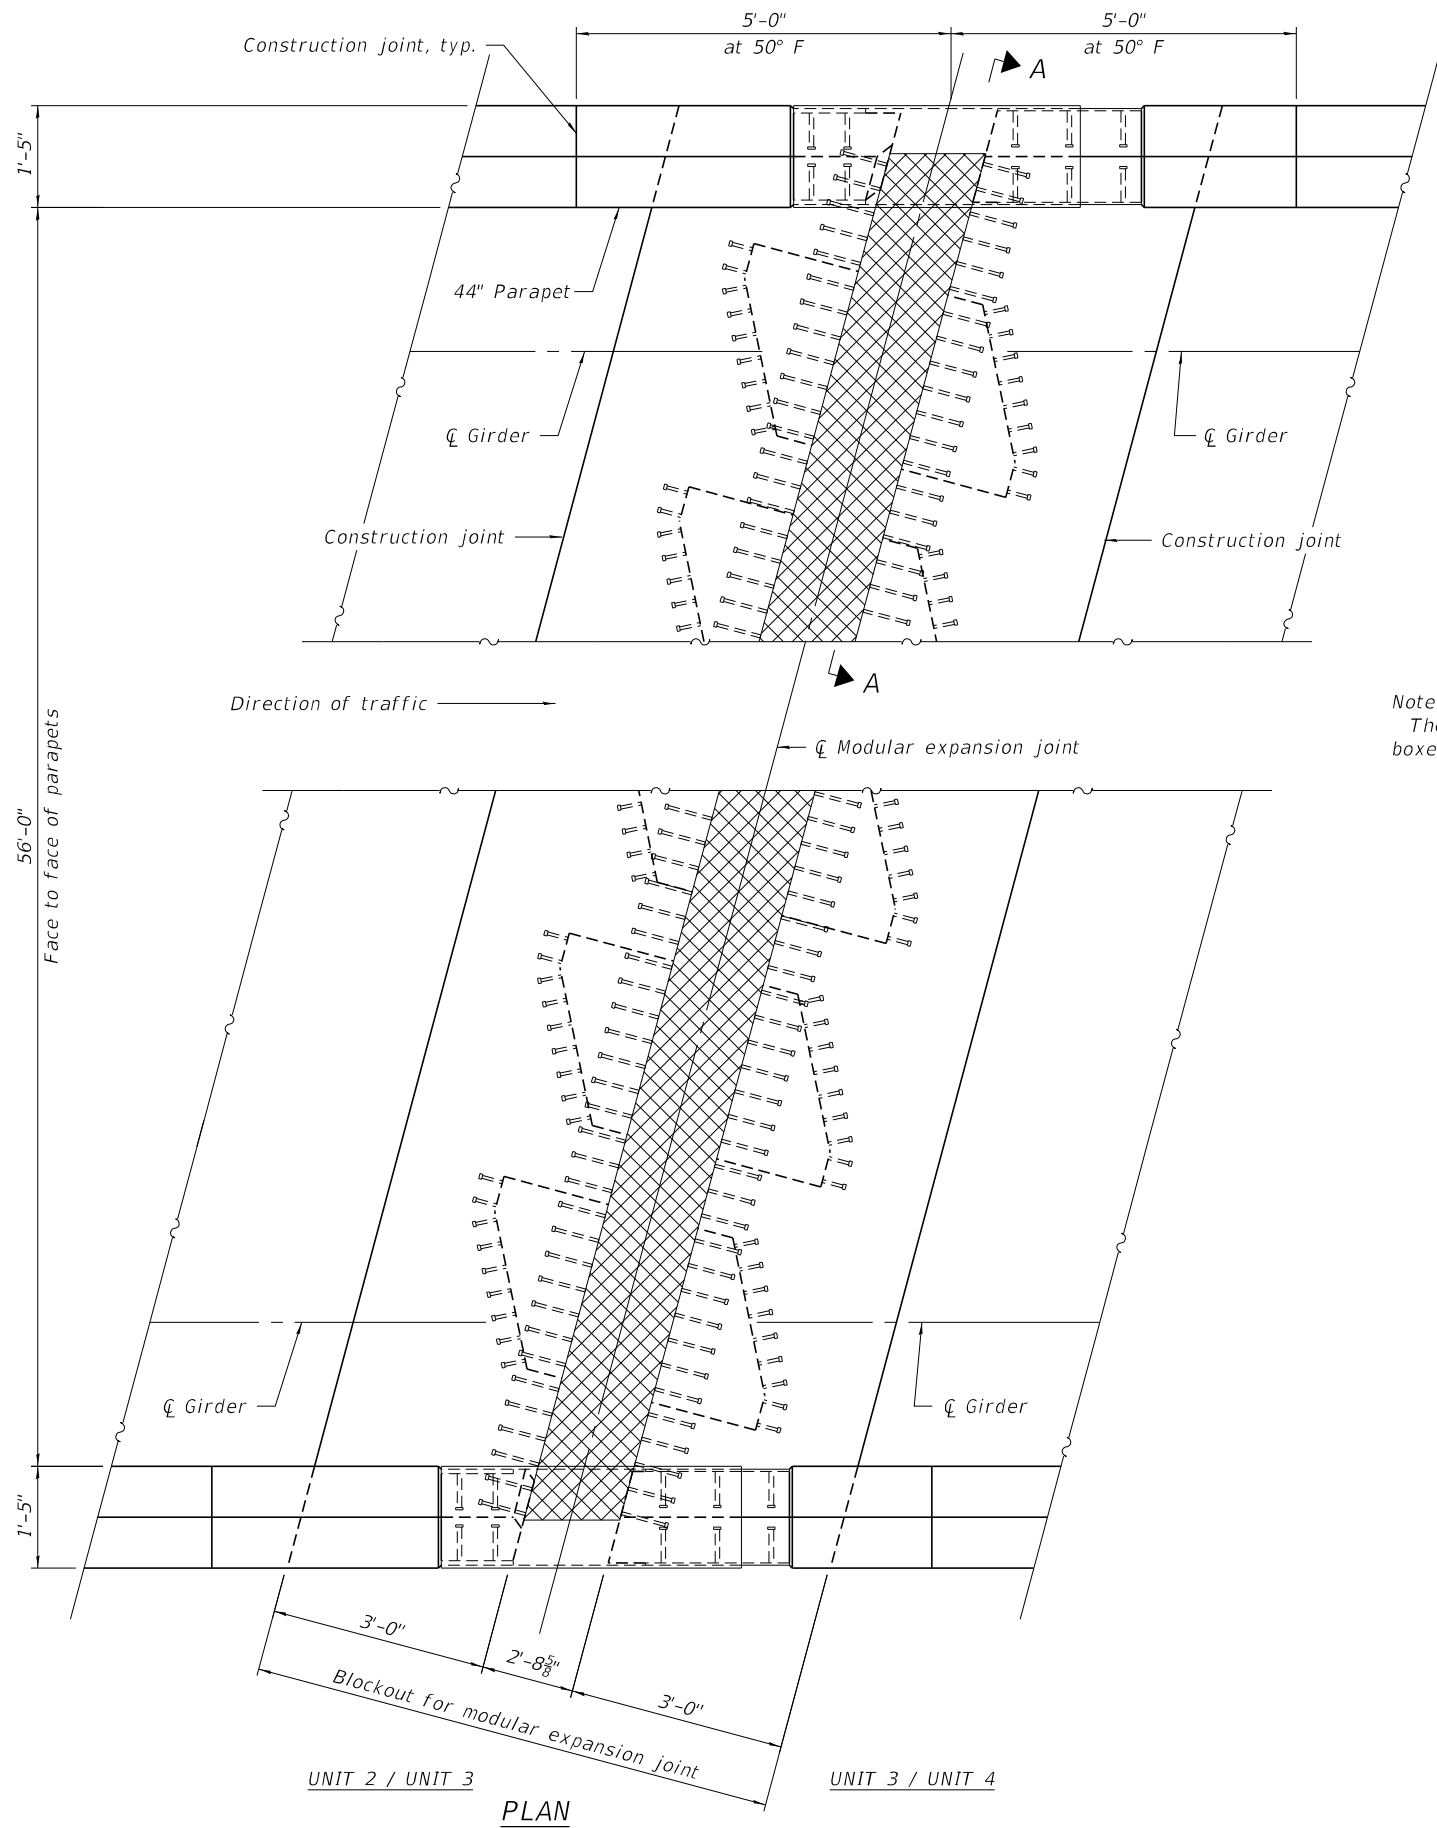 5'-0"
5'-0"
at 50° F
at 50° F
Construction joint, typ.
A
1'-5"
44" Parapet
℄ Girder
℄ Girder
Construction joint
Construction joint
A
Direction of traffic
Note
boxe
℄ Modular expansion joint
56'-0"
Face to face of parapets
℄ Girder
℄ Girder
1'-5"
3'-0"
2'-8⅝"
3'-0"
Blockout for modular expansion joint
UNIT 2 / UNIT 3
UNIT 3 / UNIT 4
PLAN